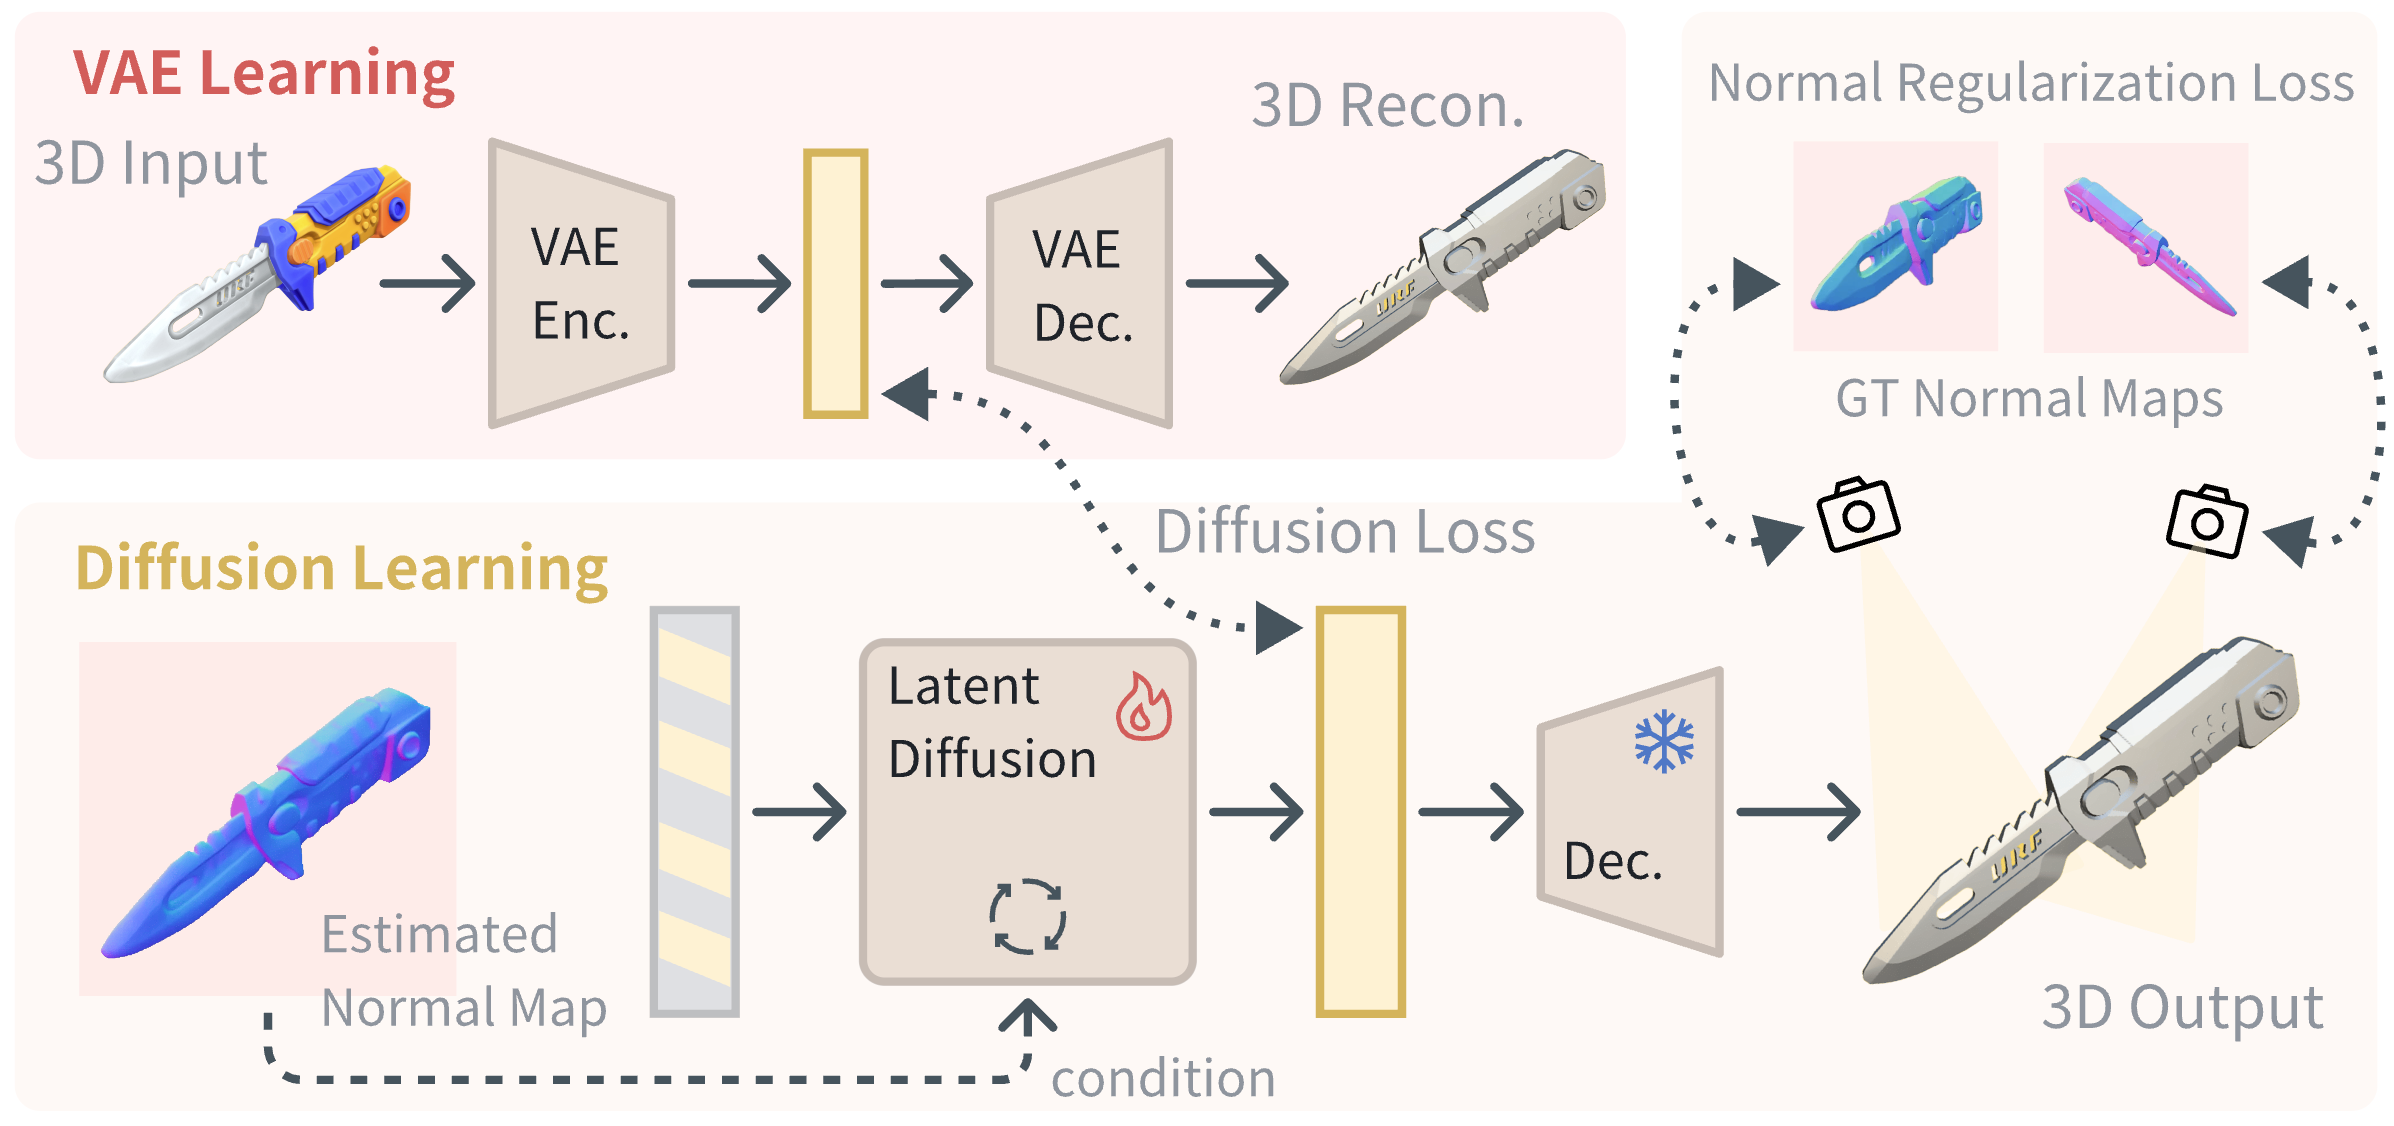 VAE Learning
3D Input
VAE
Enc.
VAE
Dec.
3D Recon.
Normal Regularization Loss
GT Normal Maps
Diffusion Loss
Diffusion Learning
Estimated
Normal Map
Latent
Diffusion
condition
Dec.
3D Output